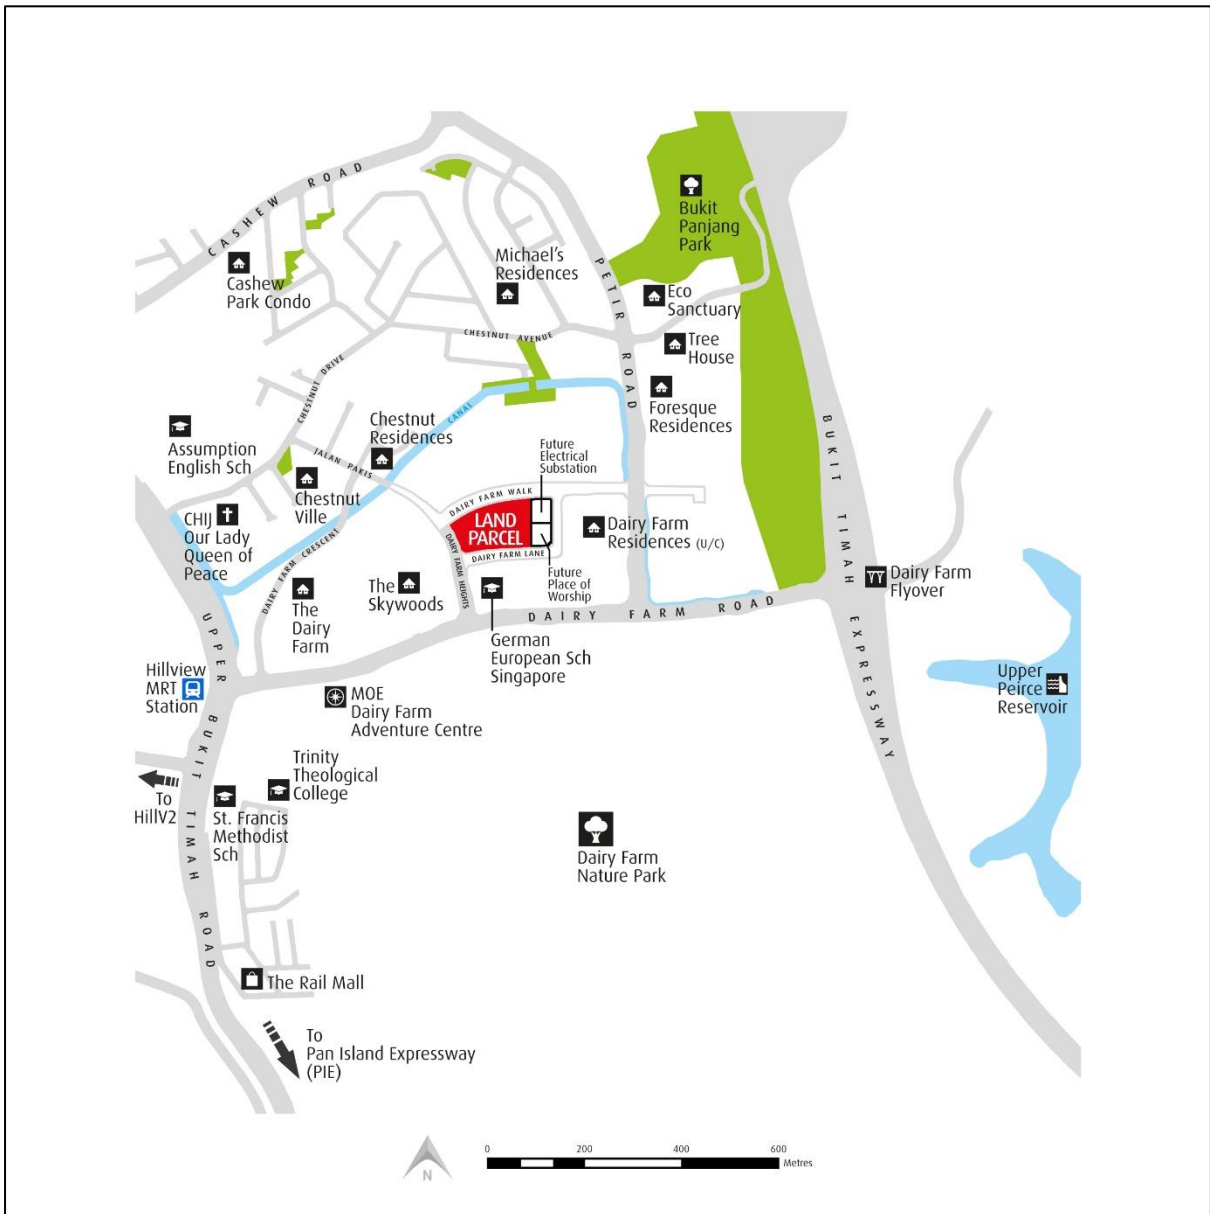 CASHEW ROAD
Bukit
Panjang
Park
Michael's
Residences
PETIR ROAD
Cashew
Park Condo
Eco
Sanctuary
CHESTNUT AVENUE
Tree
House
CHESTNUT DRIVE
Foresque
Residences
BUKIT TIMAH EXPRESSWAY
Chestnut
Residences
CANAL
Assumption
English Sch
JALAN PAKIS
Future
Electrical
Substation
Chestnut
Ville
DAIRY FARM WALK
CHIJ
Our Lady
Queen of
Peace
LAND
PARCEL
Dairy Farm
Residences (U/C)
DAIRY FARM HEIGHTS
DAIRY FARM LANE
DAIRY FARM CRESCENT
Future
Place of
Worship
The
Skywoods
The
Dairy
Farm
Dairy Farm
Flyover
DAIRY FARM ROAD
UPPER BUKIT TIMAH ROAD
German
European Sch
Singapore
Hillview
MRT
Station
MOE
Dairy Farm
Adventure Centre
Upper
Peirce
Reservoir
Trinity
Theological
College
To
HillV2
St. Francis
Methodist
Sch
Dairy Farm
Nature Park
The Rail Mall
To
Pan Island Expressway
(PIE)
N
0 200 400 600
Metres